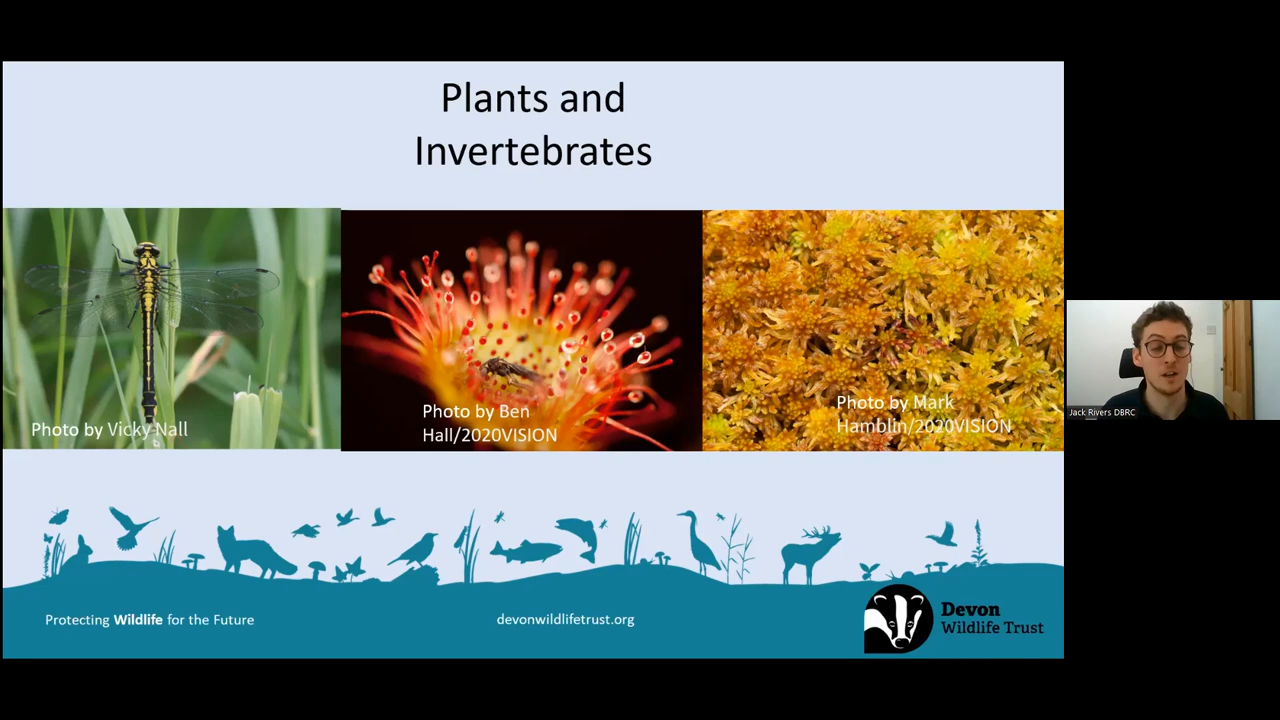 Plants and
Invertebrates
Photo by Vicky Nall
Photo by Ben
Hall/2020VISION
Photo by Mark
Hamblin/2020VISION
Jack Rivers DBRC
Protecting Wildlife for the Future
devonwildlifetrust.org
Devon
Wildlife Trust